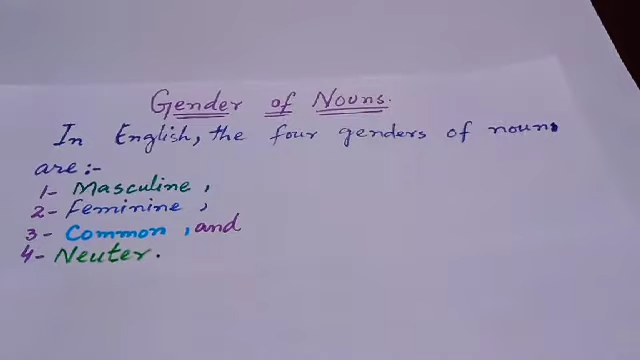 Gender of Nouns.
In English, the four genders of nouns
are:-
1- Masculine,
2- Feminine,
3- Common, and
4- Neuter.